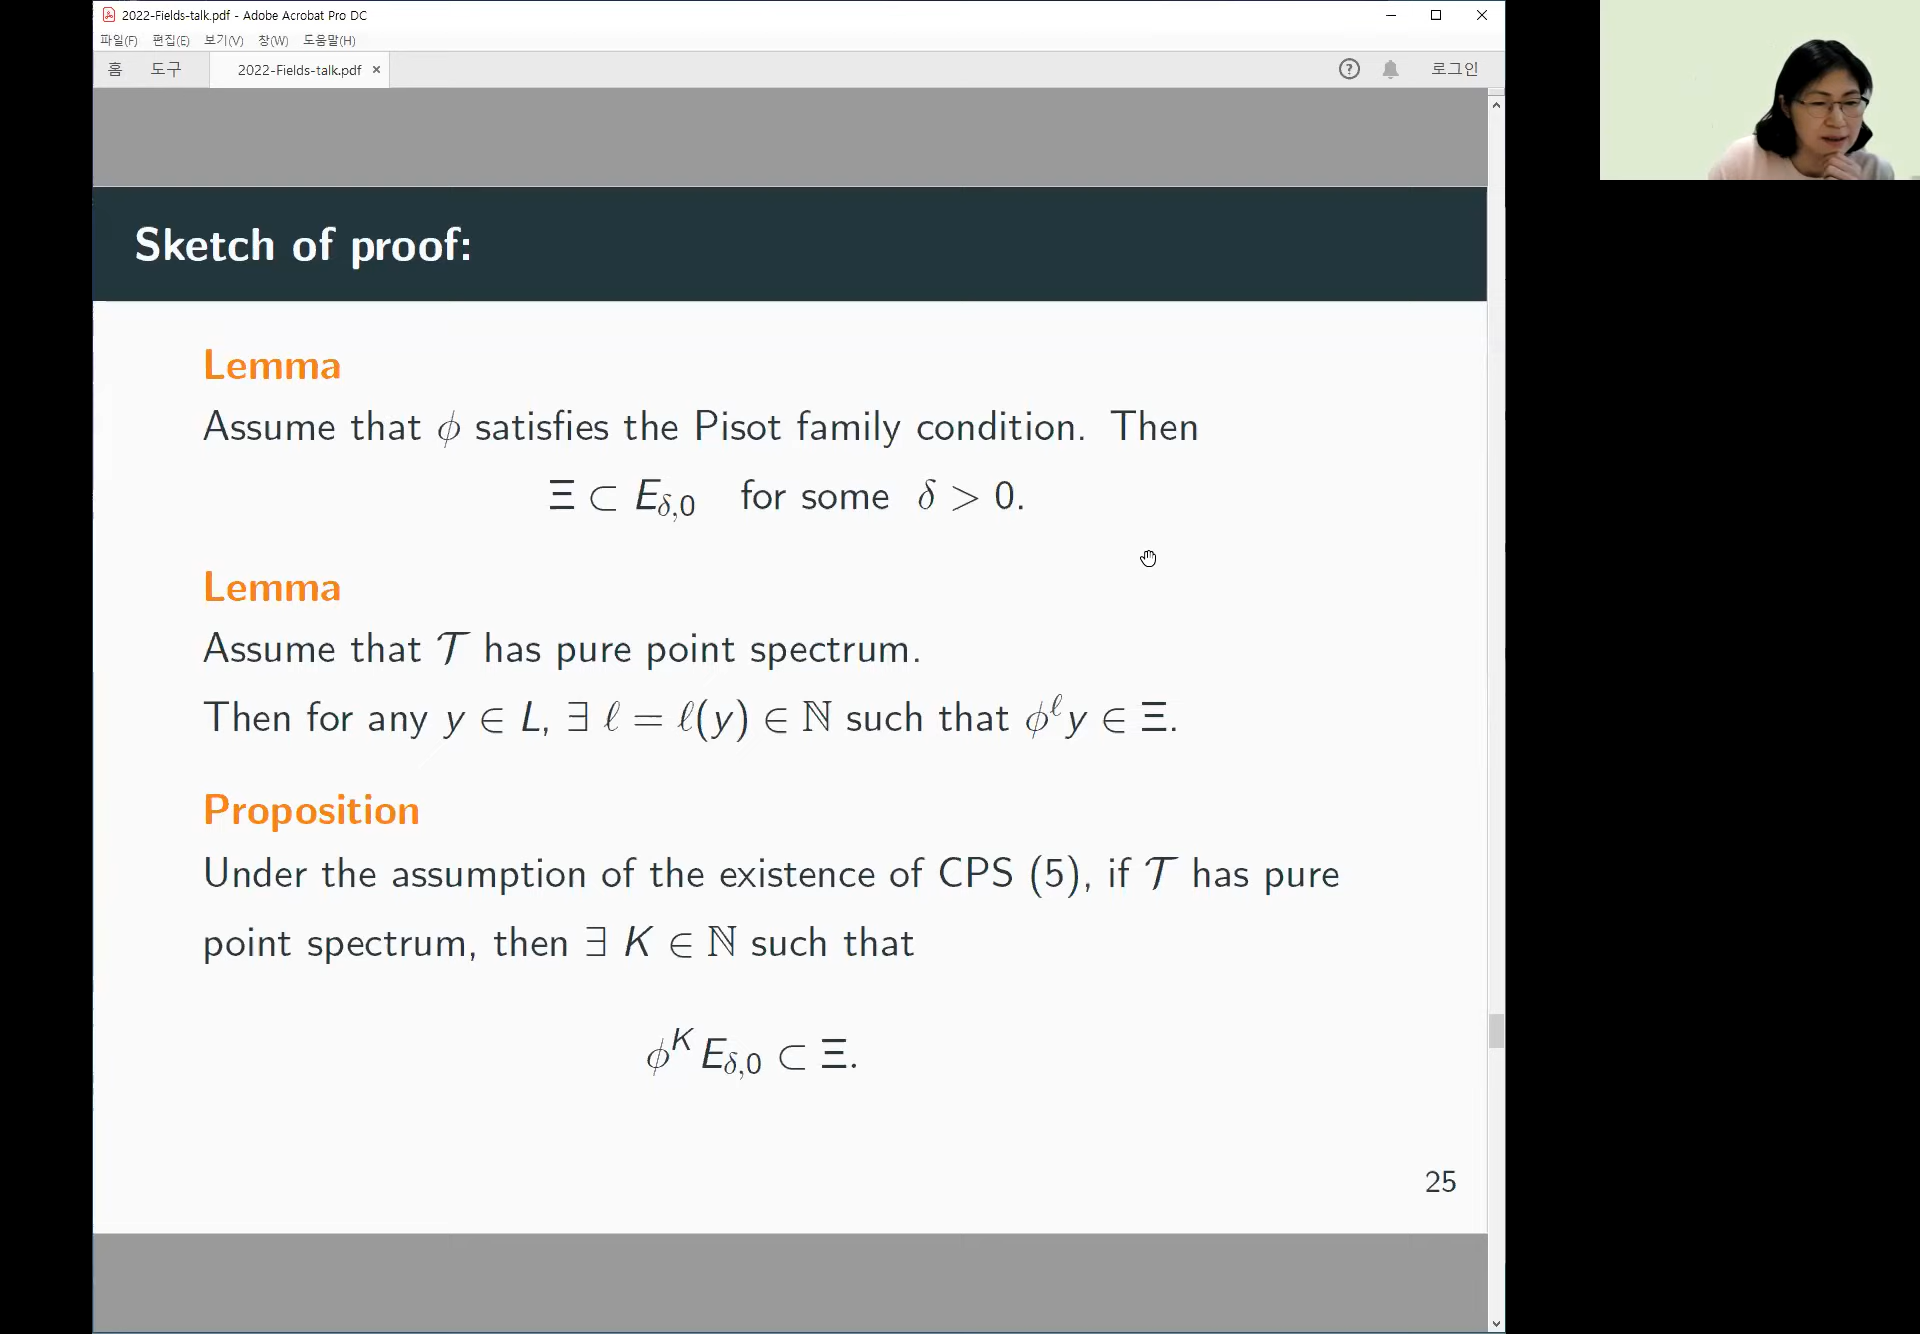 2022-Fields-talk.pdf - Adobe Acrobat Pro DC
파일(F) 편집(E) 보기(V) 창(W) 도움말(H)
홈 도구 2022-Fields-talk.pdf × 로그인
Sketch of proof:
Lemma
Assume that ϕ satisfies the Pisot family condition. Then
Ξ ⊂ E_{δ,0} for some δ > 0.
Lemma
Assume that 𝒯 has pure point spectrum.
Then for any y ∈ L, ∃ ℓ = ℓ(y) ∈ ℕ such that ϕ^ℓ y ∈ Ξ.
Proposition
Under the assumption of the existence of CPS (5), if 𝒯 has pure
point spectrum, then ∃ K ∈ ℕ such that
ϕ^K E_{δ,0} ⊂ Ξ.
25